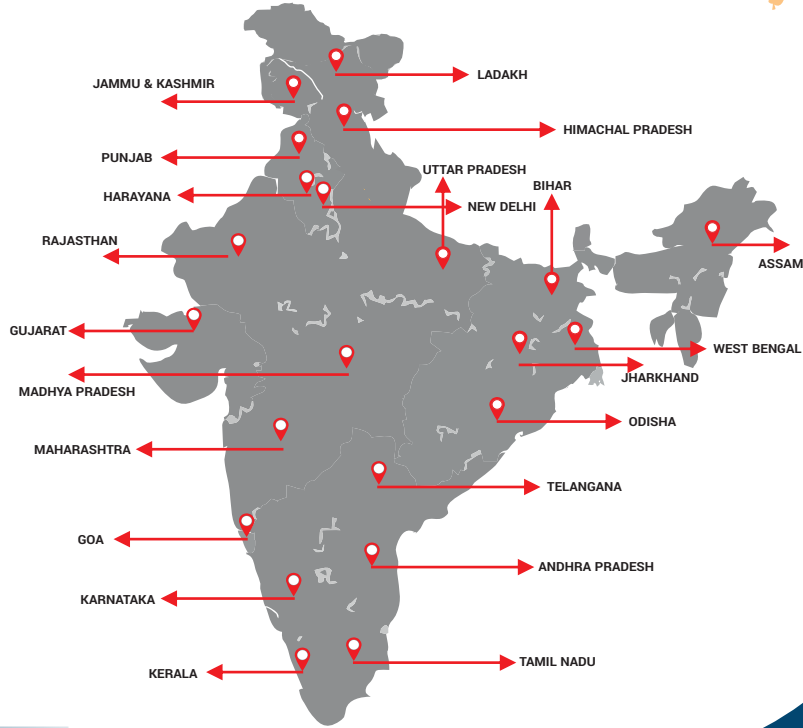 LADAKH
JAMMU & KASHMIR
HIMACHAL PRADESH
PUNJAB
UTTAR PRADESH
BIHAR
HARAYANA
NEW DELHI
RAJASTHAN
ASSAM
GUJARAT
WEST BENGAL
JHARKHAND
MADHYA PRADESH
ODISHA
MAHARASHTRA
TELANGANA
GOA
ANDHRA PRADESH
KARNATAKA
TAMIL NADU
KERALA